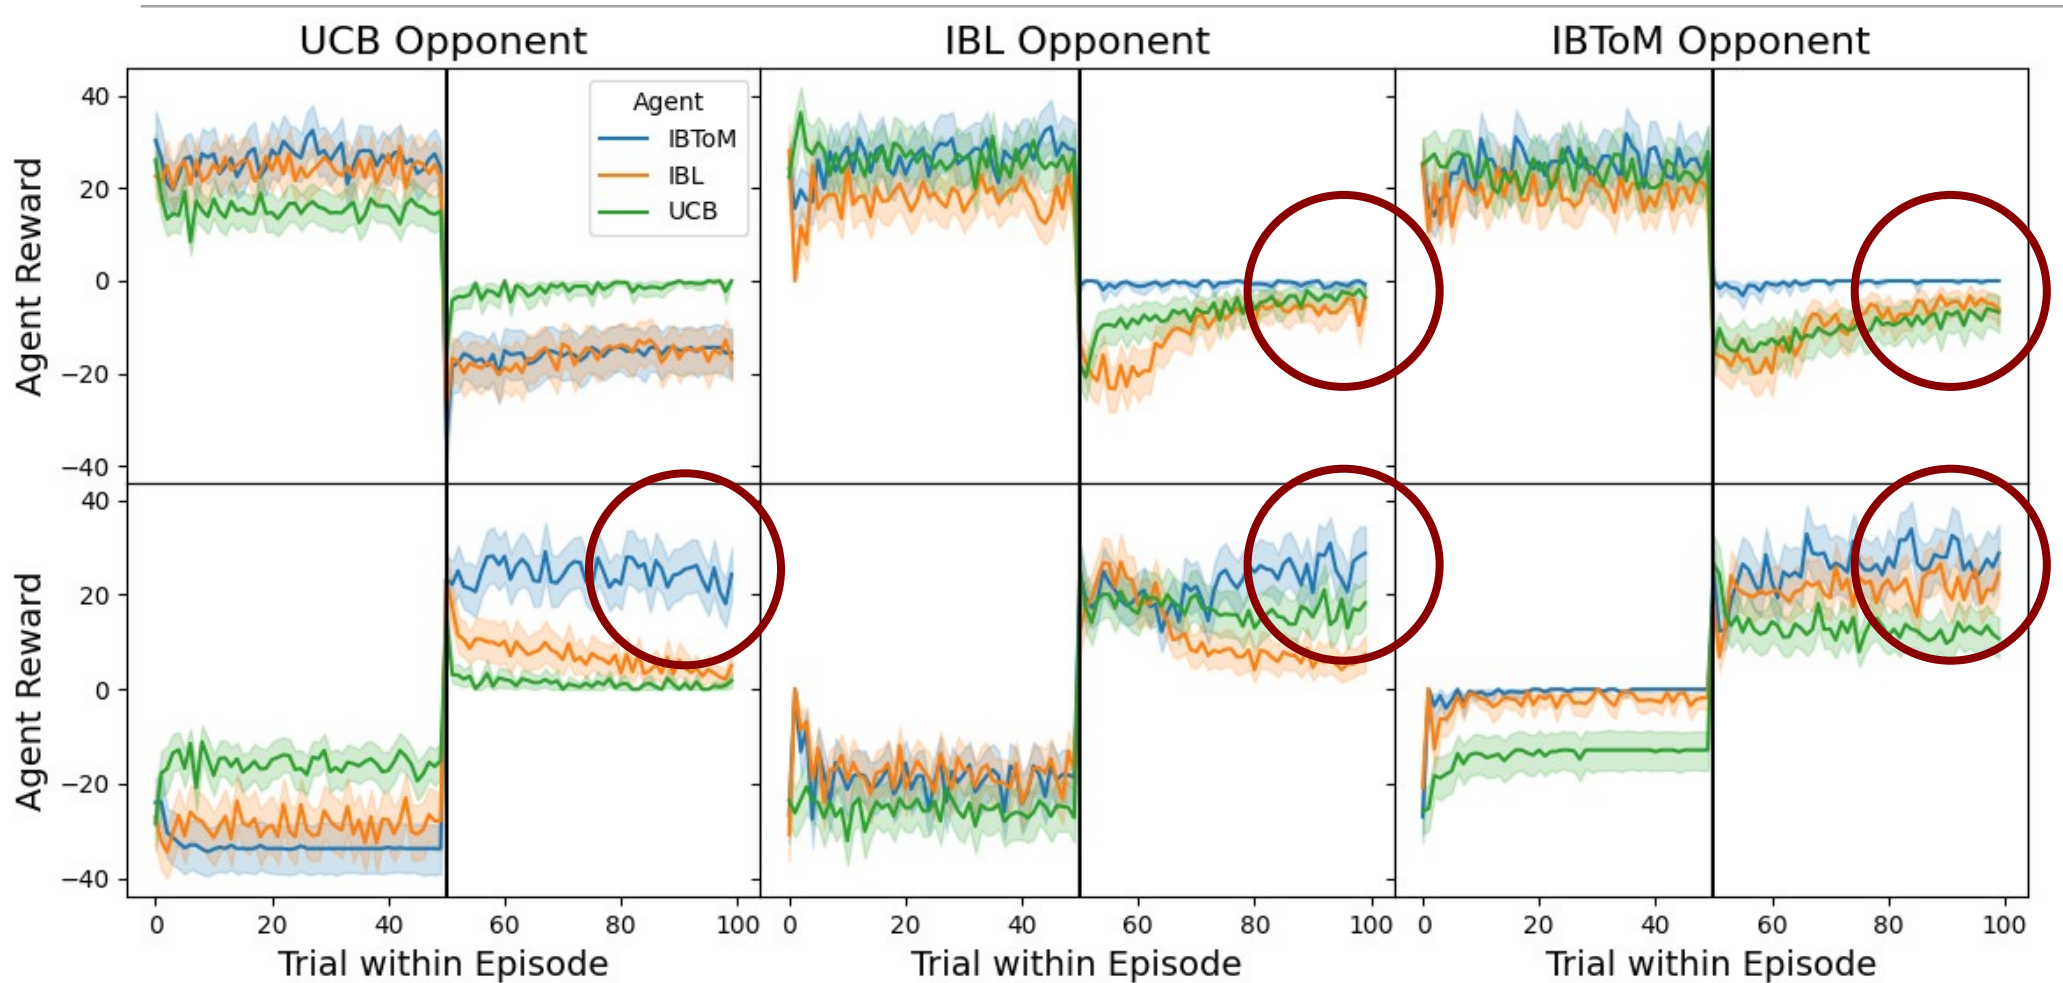 UCB Opponent IBL Opponent IBToM Opponent
Agent Reward
40
20
0
−20
−40
Agent
IBToM
IBL
UCB
Agent Reward
40
20
0
−20
−40
0 20 40 60 80 100 0 20 40 60 80 100 0 20 40 60 80 100
Trial within Episode Trial within Episode Trial within Episode